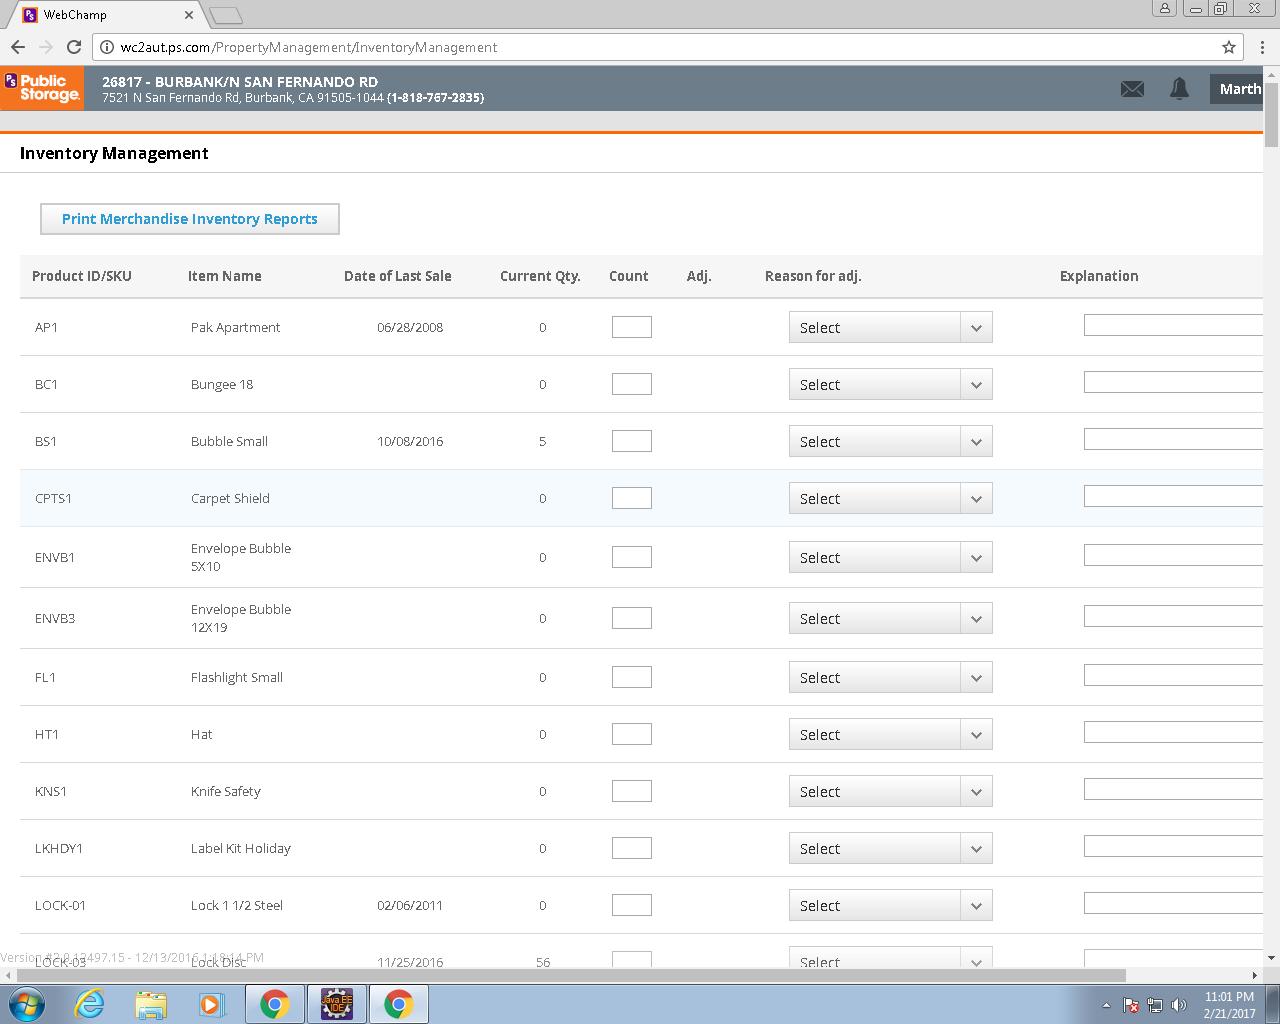 WebChamp
wc2aut.ps.com/PropertyManagement/InventoryManagement
PS Public Storage.
26817 - BURBANK/N SAN FERNANDO RD
7521 N San Fernando Rd, Burbank, CA 91505-1044 (1-818-767-2835)
Marth
Inventory Management
Print Merchandise Inventory Reports
Product ID/SKU Item Name Date of Last Sale Current Qty. Count Adj. Reason for adj. Explanation
AP1 Pak Apartment 06/28/2008 0 Select
BC1 Bungee 18 0 Select
BS1 Bubble Small 10/08/2016 5 Select
CPTS1 Carpet Shield 0 Select
ENVB1 Envelope Bubble 5X10 0 Select
ENVB3 Envelope Bubble 12X19 0 Select
FL1 Flashlight Small 0 Select
HT1 Hat 0 Select
KNS1 Knife Safety 0 Select
LKHDY1 Label Kit Holiday 0 Select
LOCK-01 Lock 1 1/2 Steel 02/06/2011 0 Select
LOCK-03 Lock Disc 11/25/2016 56 Select
Version #2.0.12497.15 - 12/13/2016 1:18:14 PM
Java EE
IDE
11:01 PM
2/21/2017